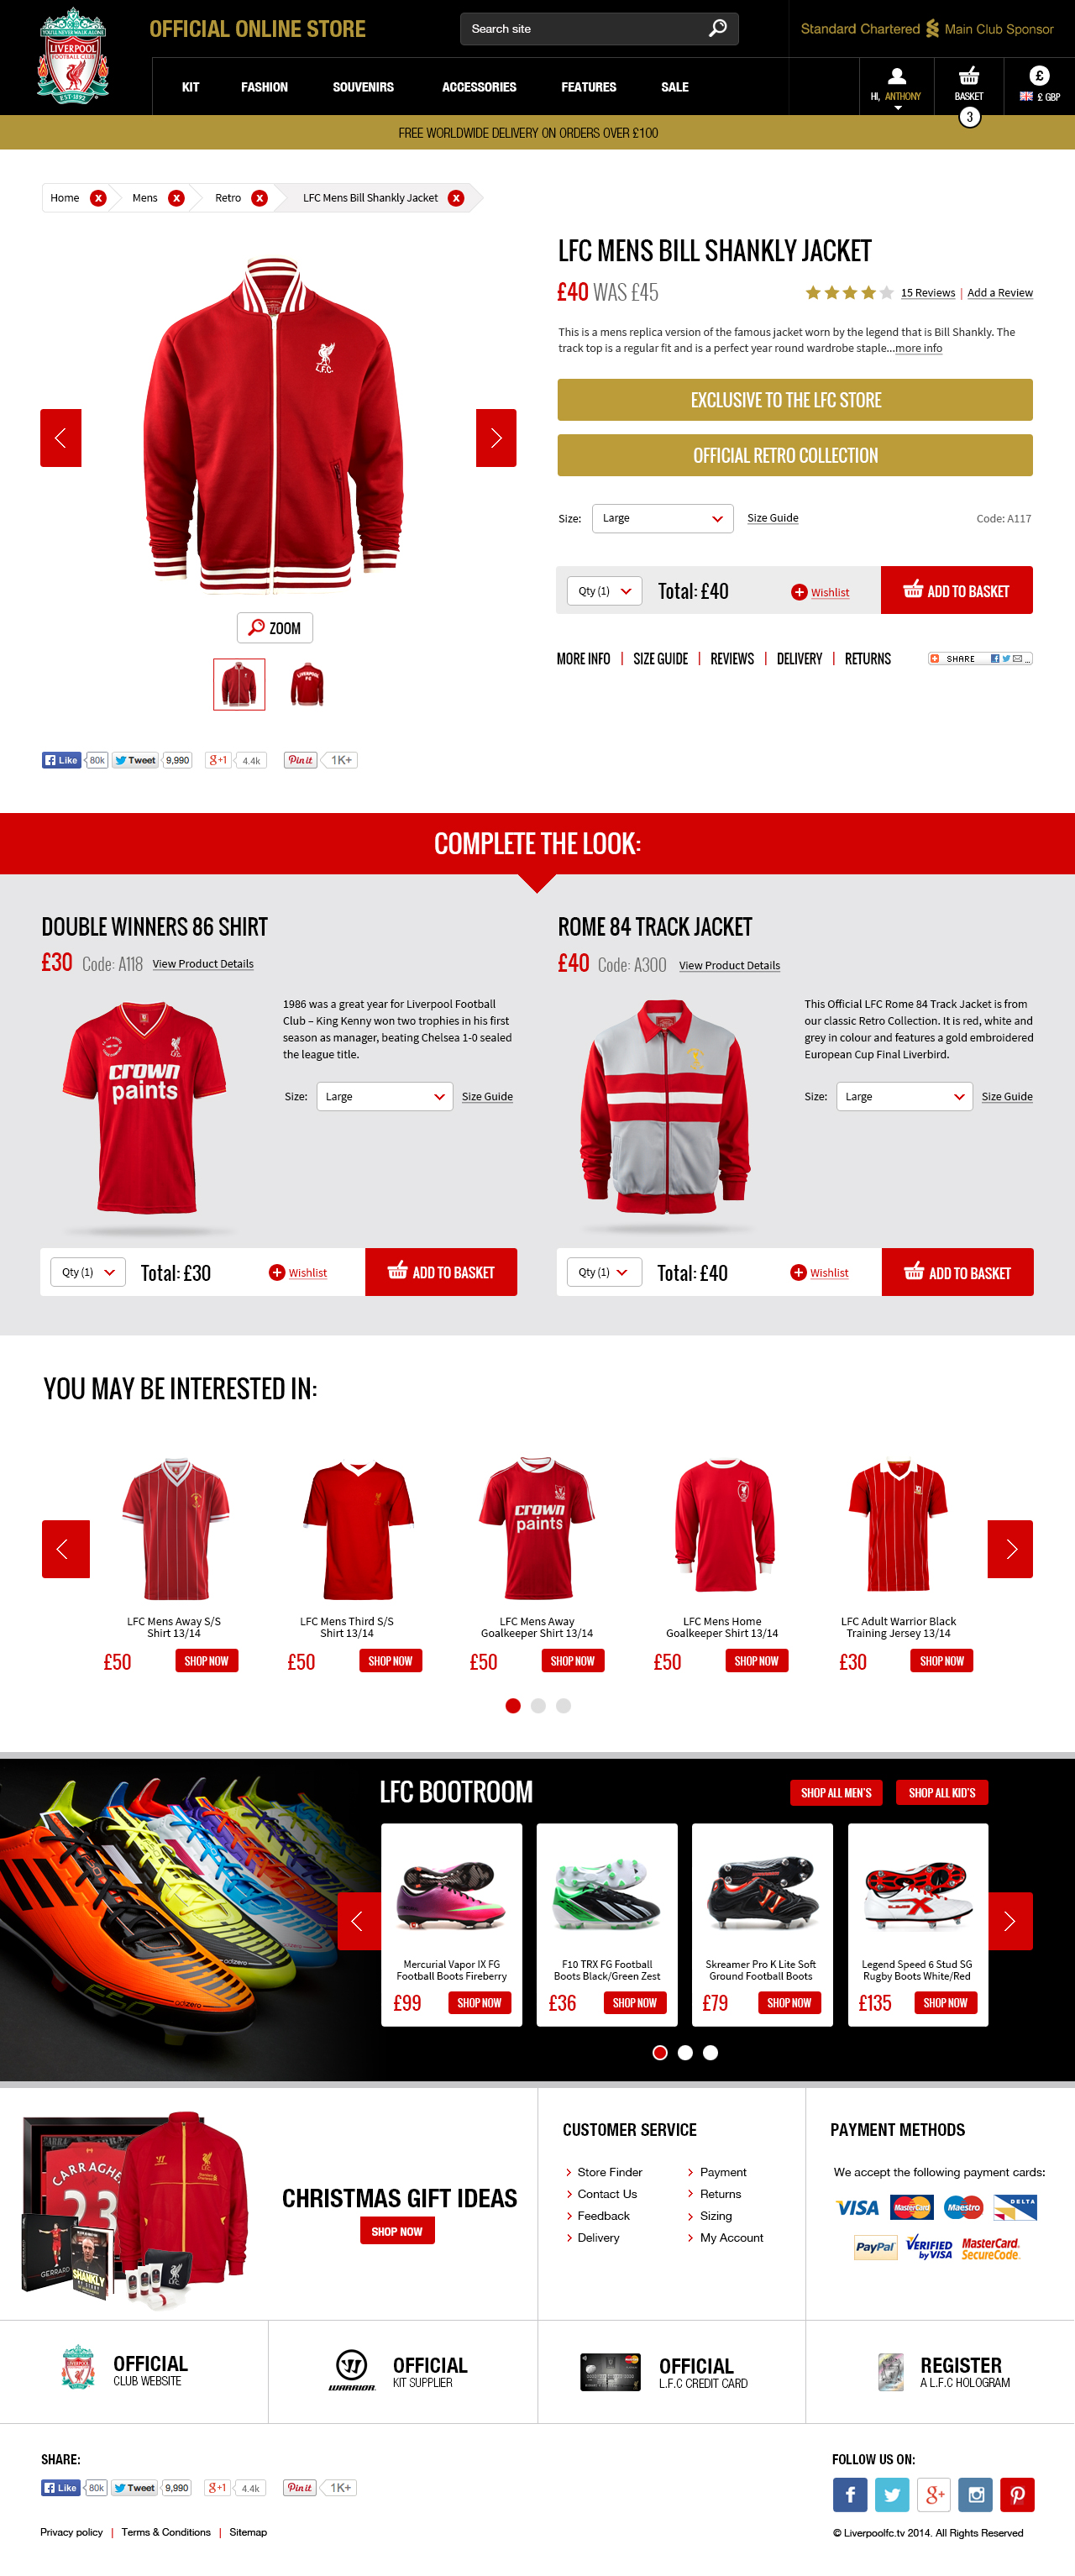 OFFICIAL ONLINE STORE
Search site
Standard Chartered Main Club Sponsor
YOU'LL NEVER WALK ALONE
LIVERPOOL
FOOTBALL CLUB
EST·1892
KIT FASHION SOUVENIRS ACCESSORIES FEATURES SALE
HI, ANTHONY
BASKET
3
£
£ GBP
FREE WORLDWIDE DELIVERY ON ORDERS OVER £100
Home x Mens x Retro x LFC Mens Bill Shankly Jacket x
L.F.C.
LFC MENS BILL SHANKLY JACKET
£40 WAS £45
15 Reviews | Add a Review
This is a mens replica version of the famous jacket worn by the legend that is Bill Shankly. The
track top is a regular fit and is a perfect year round wardrobe staple...more info
EXCLUSIVE TO THE LFC STORE
OFFICIAL RETRO COLLECTION
Size: Large Size Guide Code: A117
Qty (1) Total: £40 + Wishlist ADD TO BASKET
MORE INFO | SIZE GUIDE | REVIEWS | DELIVERY | RETURNS
SHARE ...
ZOOM
LIVERPOOL
Like 80k Tweet 9,990 g+1 4.4k Pin it 1K+
COMPLETE THE LOOK:
DOUBLE WINNERS 86 SHIRT
£30 Code: A118 View Product Details
crown
paints
1986 was a great year for Liverpool Football
Club – King Kenny won two trophies in his first
season as manager, beating Chelsea 1-0 sealed
the league title.
Size: Large Size Guide
Qty (1) Total: £30 + Wishlist ADD TO BASKET
ROME 84 TRACK JACKET
£40 Code: A300 View Product Details
This Official LFC Rome 84 Track Jacket is from
our classic Retro Collection. It is red, white and
grey in colour and features a gold embroidered
European Cup Final Liverbird.
Size: Large Size Guide
Qty (1) Total: £40 + Wishlist ADD TO BASKET
YOU MAY BE INTERESTED IN:
crown
paints
LFC Mens Away S/S
Shirt 13/14
£50 SHOP NOW
LFC Mens Third S/S
Shirt 13/14
£50 SHOP NOW
LFC Mens Away
Goalkeeper Shirt 13/14
£50 SHOP NOW
LFC Mens Home
Goalkeeper Shirt 13/14
£50 SHOP NOW
LFC Adult Warrior Black
Training Jersey 13/14
£30 SHOP NOW
LFC BOOTROOM
SHOP ALL MEN'S SHOP ALL KID'S
F50
adizero
adizero
adizero
Mercurial Vapor IX FG
Football Boots Fireberry
£99 SHOP NOW
F10 TRX FG Football
Boots Black/Green Zest
£36 SHOP NOW
Skreamer Pro K Lite Soft
Ground Football Boots
£79 SHOP NOW
Legend Speed 6 Stud SG
Rugby Boots White/Red
£135 SHOP NOW
CARRAGHE
23
GERRARD
SHANKLY
CHRISTMAS GIFT IDEAS
SHOP NOW
CUSTOMER SERVICE
Store Finder
Contact Us
Feedback
Delivery
Payment
Returns
Sizing
My Account
PAYMENT METHODS
We accept the following payment cards:
VISA MasterCard Maestro DELTA
PayPal VERIFIED by VISA MasterCard. SecureCode.
OFFICIAL
CLUB WEBSITE
WARRIOR
OFFICIAL
KIT SUPPLIER
OFFICIAL
L.F.C CREDIT CARD
REGISTER
A L.F.C HOLOGRAM
SHARE:
Like 80k Tweet 9,990 g+1 4.4k Pin it 1K+
Privacy policy | Terms & Conditions | Sitemap
FOLLOW US ON:
© Liverpoolfc.tv 2014. All Rights Reserved